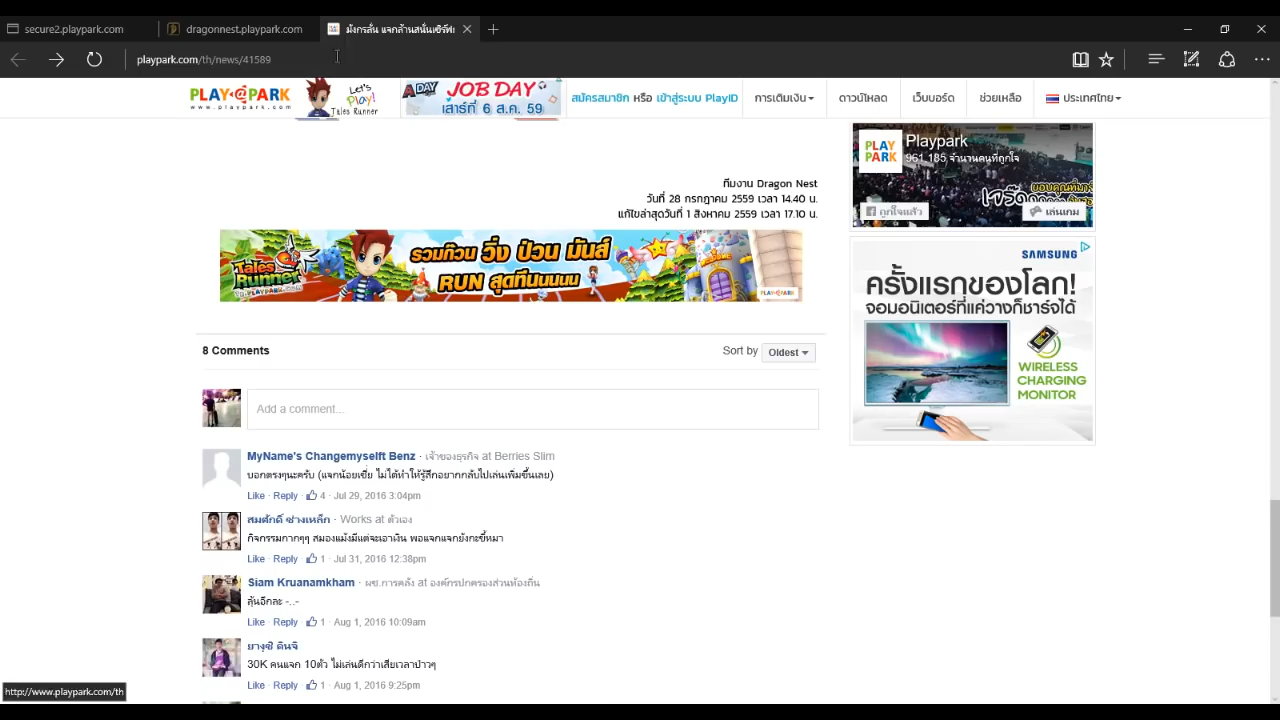 secure2.playpark.com
dragonnest.playpark.com
มังกรลั่น แจกล้านสนั่นเซิร์ฟเ
playpark.com/th/news/41589
PLAY@PARK
www.playpark.com
Let's Play!
Tales Runner
A DAY JOB DAY
เสาร์ที่ 6 ส.ค. 59
สมัครสมาชิก หรือ เข้าสู่ระบบ PlayID
การเติมเงิน
ดาวน์โหลด
เว็บบอร์ด
ช่วยเหลือ
ประเทศไทย
ทีมงาน Dragon Nest
วันที่ 28 กรกฎาคม 2559 เวลา 14.40 น.
แก้ไขล่าสุดวันที่ 1 สิงหาคม 2559 เวลา 17.10 น.
Tales Runner
รวมก๊วน วิ่ง ป่วน มันส์
RUN สุดทีนนนนน
PLAY@PARK
8 Comments
Sort by Oldest
Add a comment...
MyName's Changemyselft Benz · เจ้าของธุรกิจ at Berries Slim
บอกตรงๆนะครับ (แจกน้อยเชี่ย ไม่ได้ทำให้รู้สึกอยากกลับไปเล่นเพิ่มขึ้นเลย)
Like · Reply · 4 · Jul 29, 2016 3:04pm
สมศักดิ์ ช่างเหล็ก · Works at ตัวเอง
กิจกรรมกากๆๆ สมองแม้งมีแต่จะเอาเงิน พอแจกแจกยังกะขี้หมา
Like · Reply · 1 · Jul 31, 2016 12:38pm
Siam Kruanamkham · ผช.การคลัง at องค์กรปกครองส่วนท้องถิ่น
ลุ้นอีกละ -..-
Like · Reply · 1 · Aug 1, 2016 10:09am
30K คนแจก 10ตัว ไม่เล่นดีกว่าเสียเวลาป่าวๆ
Like · Reply · 1 · Aug 1, 2016 9:25pm
PLAY PARK
Playpark
961,185 จำนวนคนที่ถูกใจ
ถูกใจแล้ว
เล่นเกม
SAMSUNG
ครั้งแรกของโลก!
จอมอนิเตอร์ที่แค่วางก็ชาร์จได้
WIRELESS
CHARGING
MONITOR
http://www.playpark.com/th